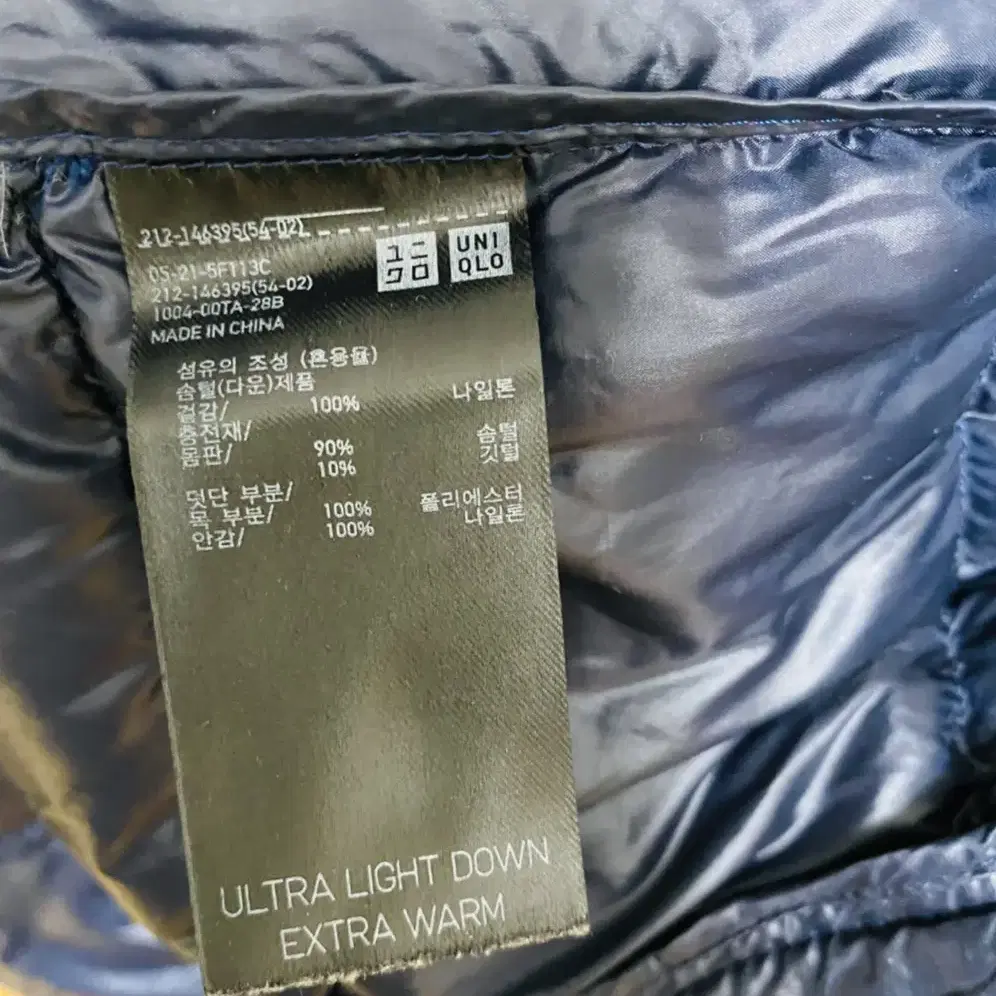 212-146395(54-02)
ユニ
クロ
UNI
QLO
05-21-5F113C
212-146395(54-02)
1004-00TA-28B
MADE IN CHINA
섬유의 조성 (혼용율)
솜털(다운)제품
겉감/ 100% 나일론
충전재/
몸판/ 90% 솜털
10% 깃털
덧단 부분/
목 부분/ 100% 폴리에스터
안감/ 100% 나일론
ULTRA LIGHT DOWN
EXTRA WARM